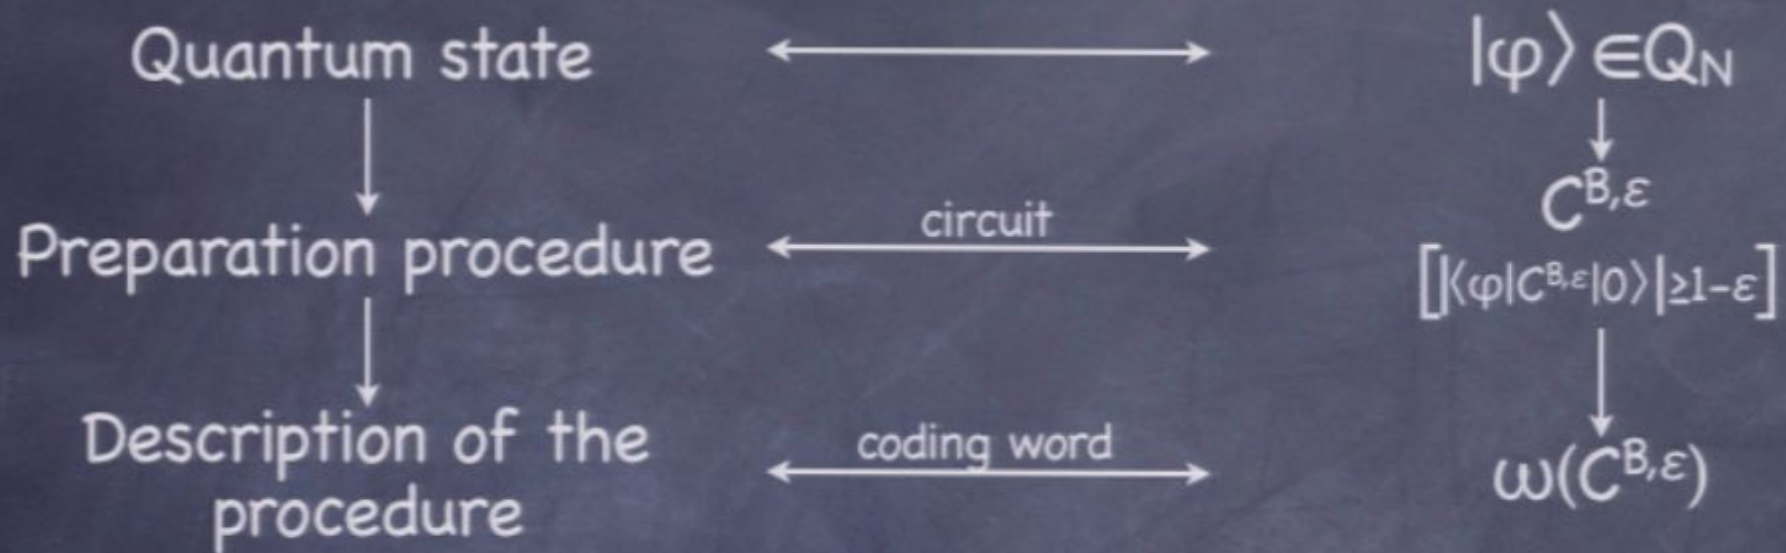 Quantum state
|φ⟩ ∈Q_N
Preparation procedure
circuit
C^{B,ε}
[|⟨φ|C^{B,ε}|0⟩|≥1-ε]
Description of the
procedure
coding word
ω(C^{B,ε})